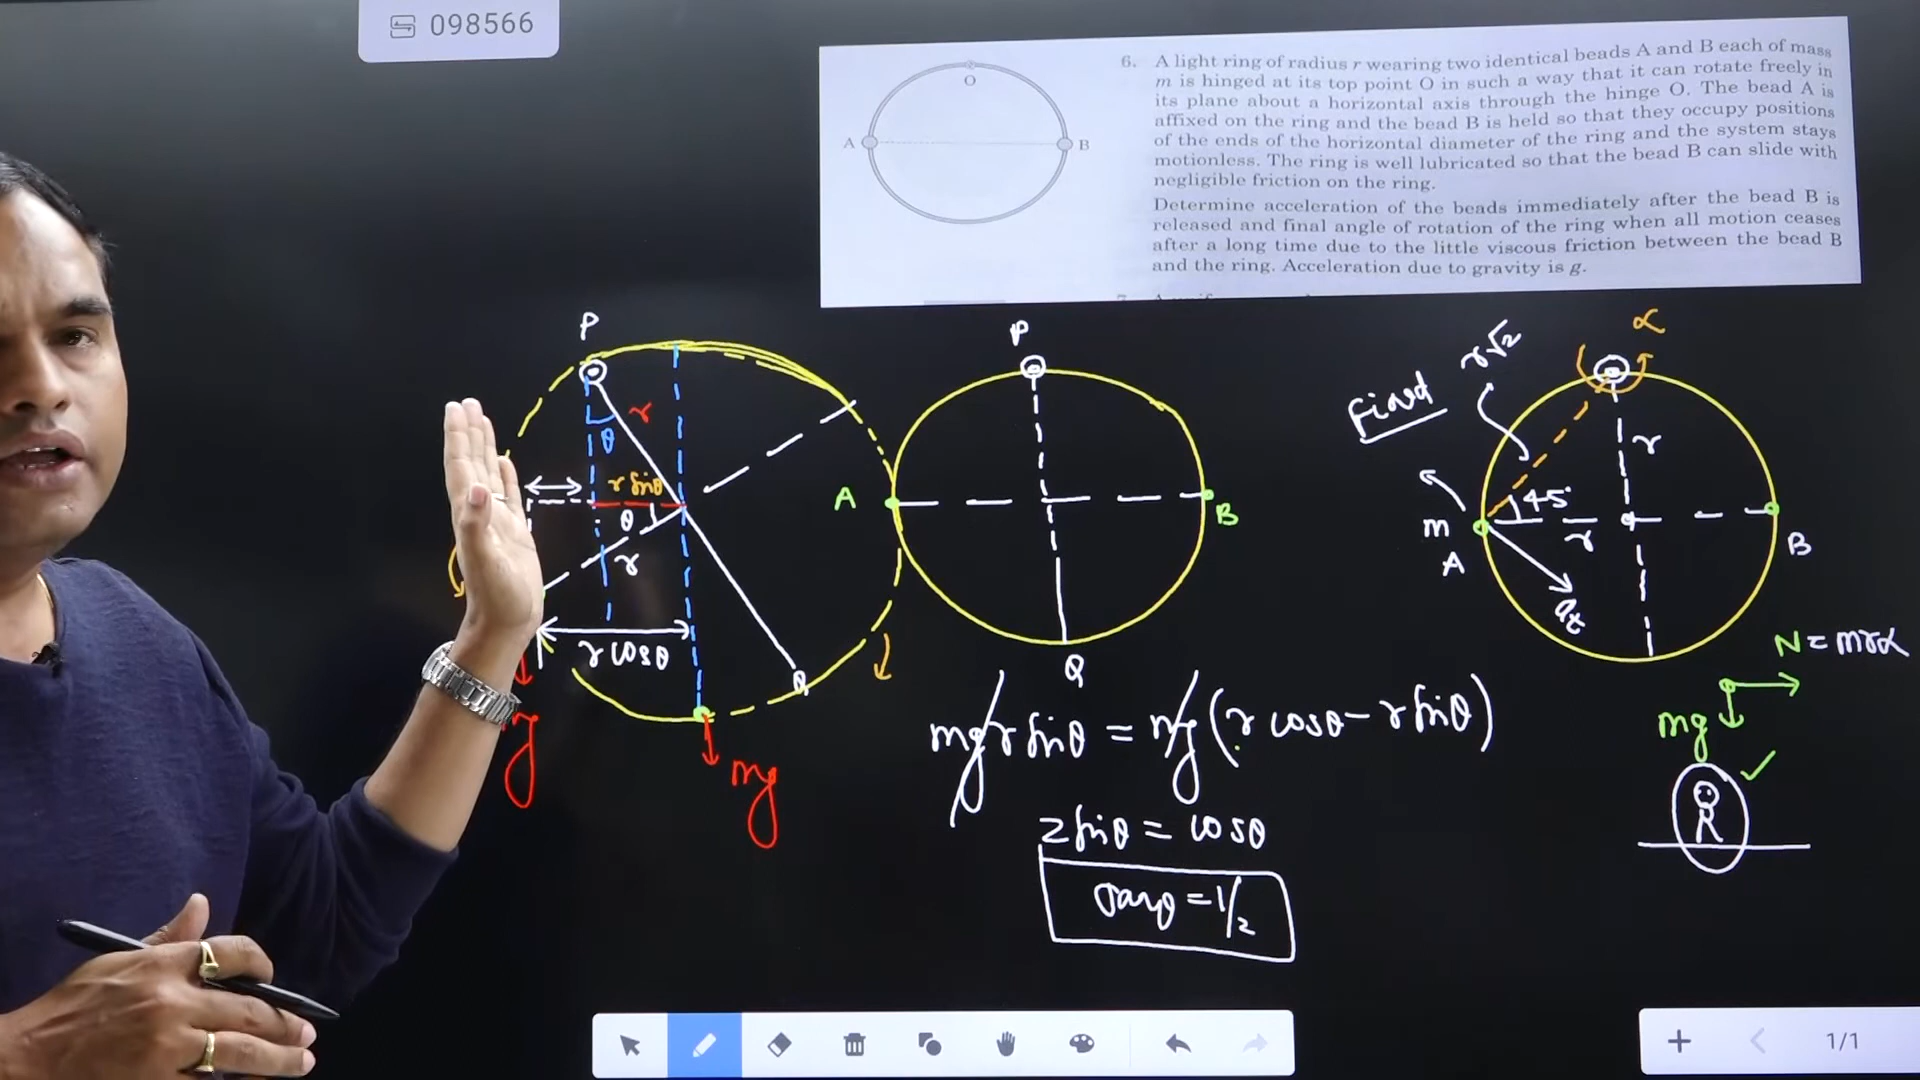 098566
O
A
B
6. A light ring of radius r wearing two identical beads A and B each of mass
m is hinged at its top point O in such a way that it can rotate freely in
its plane about a horizontal axis through the hinge O. The bead A is
affixed on the ring and the bead B is held so that they occupy positions
of the ends of the horizontal diameter of the ring and the system stays
motionless. The ring is well lubricated so that the bead B can slide with
negligible friction on the ring.
Determine acceleration of the beads immediately after the bead B is
released and final angle of rotation of the ring when all motion ceases
after a long time due to the little viscous friction between the bead B
and the ring. Acceleration due to gravity is g.
P
r
θ
r sinθ
θ
r
r cosθ
Q
mg
P
A
B
Q
mgr sinθ = mg(r cosθ - r sinθ)
2 sinθ = cosθ
tanθ = 1/2
Find
r√2
α
r
45°
r
m
A
B
at
N = mrα
mg
1/1